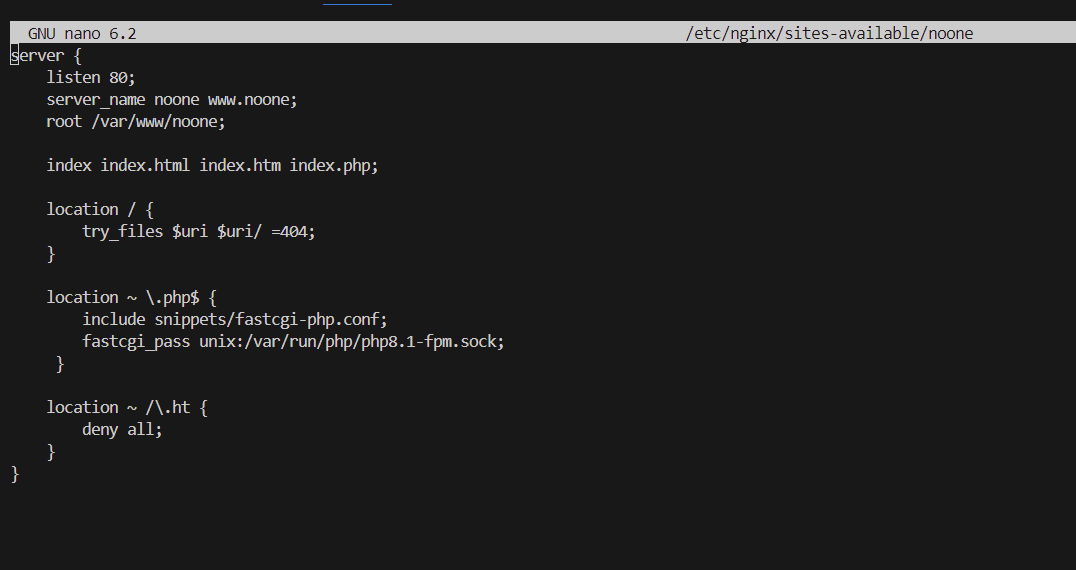 GNU nano 6.2 /etc/nginx/sites-available/noone
server {
    listen 80;
    server_name noone www.noone;
    root /var/www/noone;

    index index.html index.htm index.php;

    location / {
        try_files $uri $uri/ =404;
    }

    location ~ \.php$ {
        include snippets/fastcgi-php.conf;
        fastcgi_pass unix:/var/run/php/php8.1-fpm.sock;
     }

    location ~ /\.ht {
        deny all;
    }
}